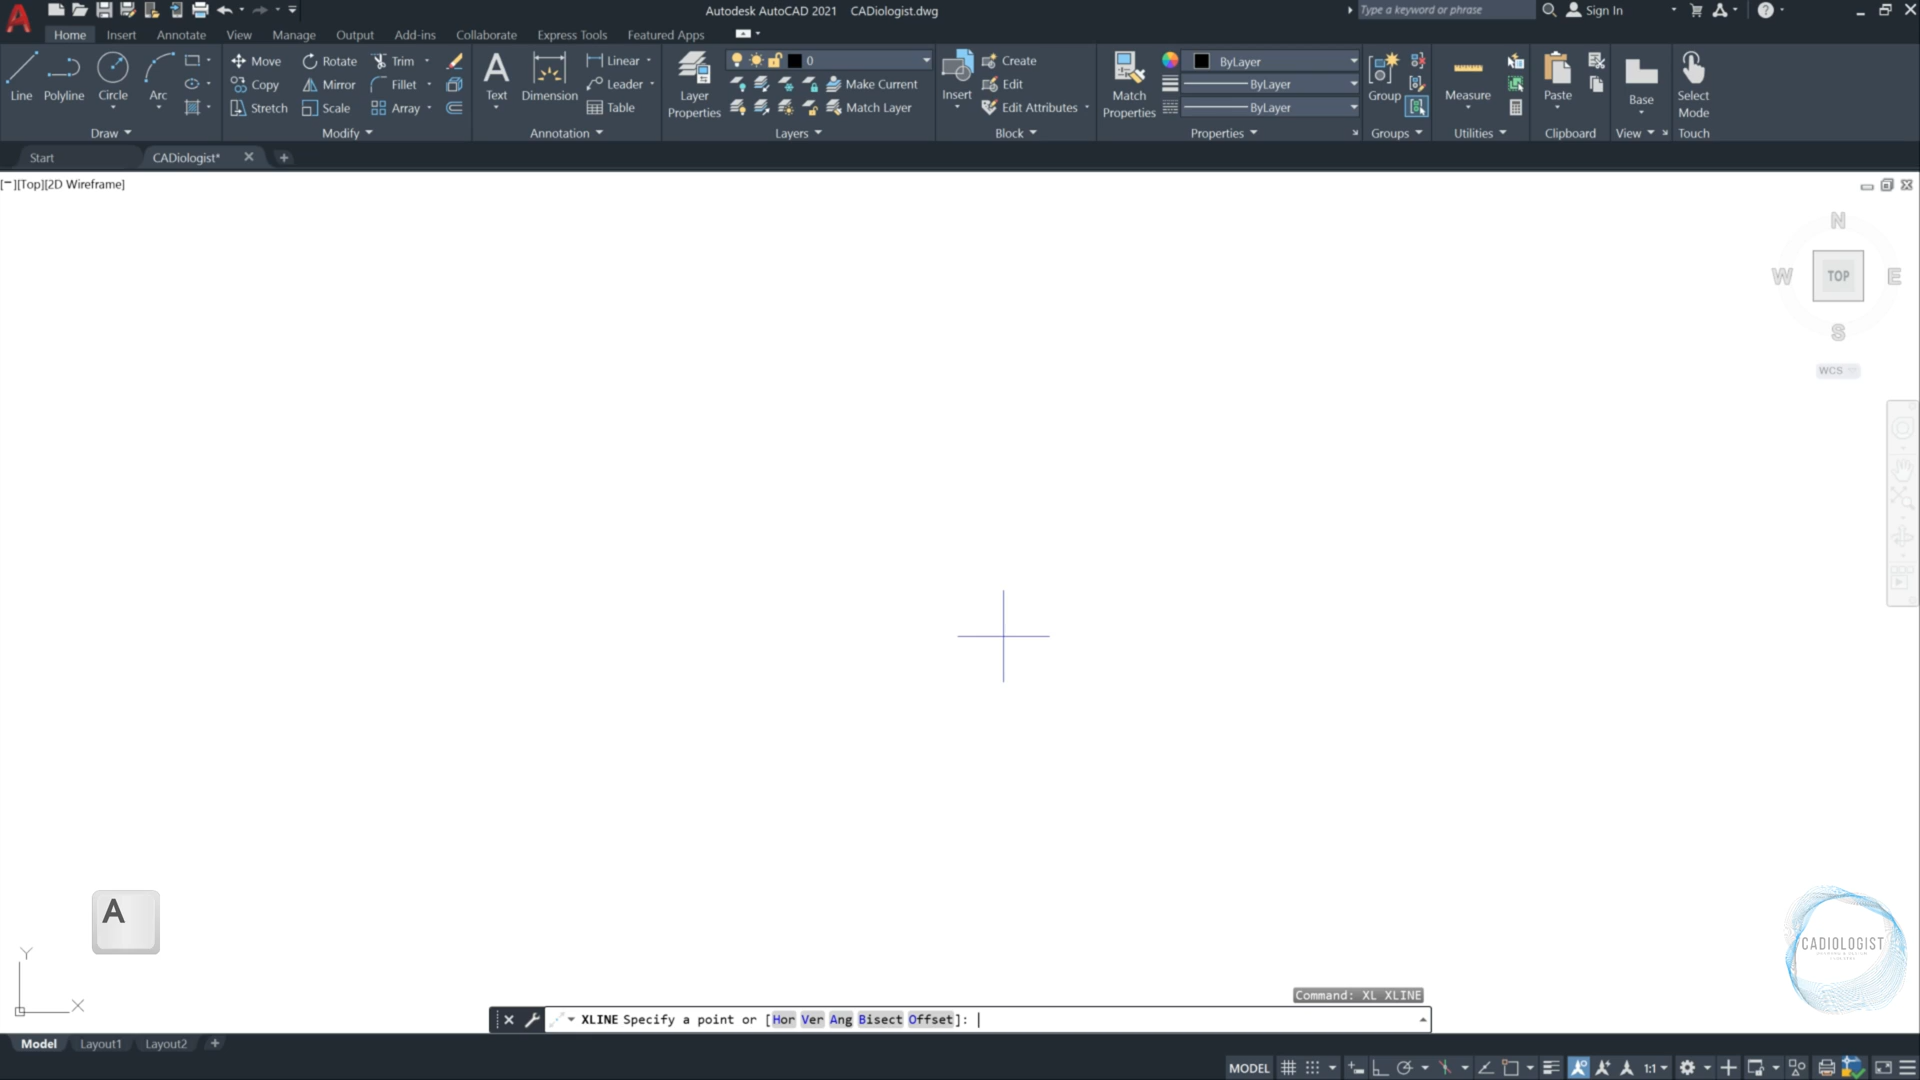 Autodesk AutoCAD 2021 CADiologist.dwg
Type a keyword or phrase
Sign In
Home Insert Annotate View Manage Output Add-ins Collaborate Express Tools Featured Apps
Line Polyline Circle Arc
Draw
Move Rotate Trim
Copy Mirror Fillet
Stretch Scale Array
Modify
Text Dimension
Linear
Leader
Table
Annotation
Layer
Properties
0
Make Current
Match Layer
Layers
Insert
Create
Edit
Edit Attributes
Block
Match
Properties
ByLayer
ByLayer
ByLayer
Properties
Group
Groups
Measure
Utilities
Paste
Clipboard
Base
View
Select
Mode
Touch
Start CADiologist*
[−][Top][2D Wireframe]
N
W TOP E
S
WCS
A
Y
X
CADIOLOGIST
Command: XL XLINE
XLINE Specify a point or [Hor Ver Ang Bisect Offset]:
Model Layout1 Layout2
MODEL 1:1